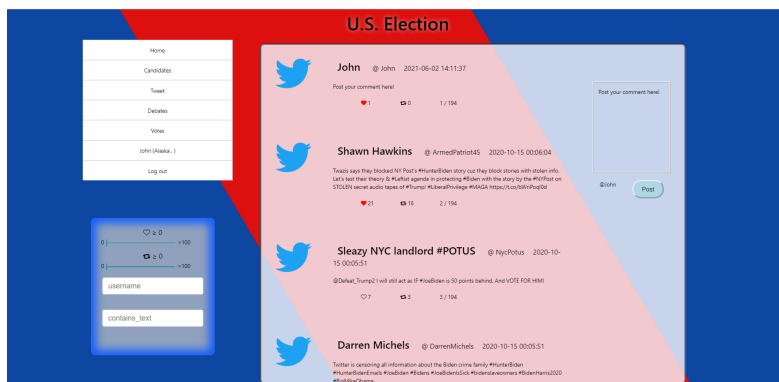 U.S. Election
Home
Candidates
Tweet
Debates
Votes
John (Alaska , )
Log out
♡ ≥ 0
0 >100
≥ 0
0 >100
username
contains_text
John @ John 2021-06-02 14:11:37
Post your comment here!
1 0 1 / 194
Shawn Hawkins @ ArmedPatriot45 2020-10-15 00:06:04
Twazis says they blocked NY Post's #HunterBiden story cuz they block stories with stolen info.
Let's test their theory & #Leftist agenda in protecting #Biden with the story by the #NYPost on
STOLEN secret audio tapes of #Trump! #LiberalPrivilege #MAGA
21 16 2 / 194
Sleazy NYC landlord #POTUS @ NycPotus 2020-10-
15 00:05:51
@Defeat_Trump2 I will still act as IF #JoeBiden is 50 points behind. And VOTE FOR HIM!
7 3 3 / 194
Darren Michels @ DarrenMichels 2020-10-15 00:05:51
Twitter is censoring all information about the Biden crime family #HunterBiden
#HunterBidenEmails #JoeBiden #Bidens #JoeBidenIsSick #bidenslaveowners #BidenHarris2020
Post your comment here!
@John
Post